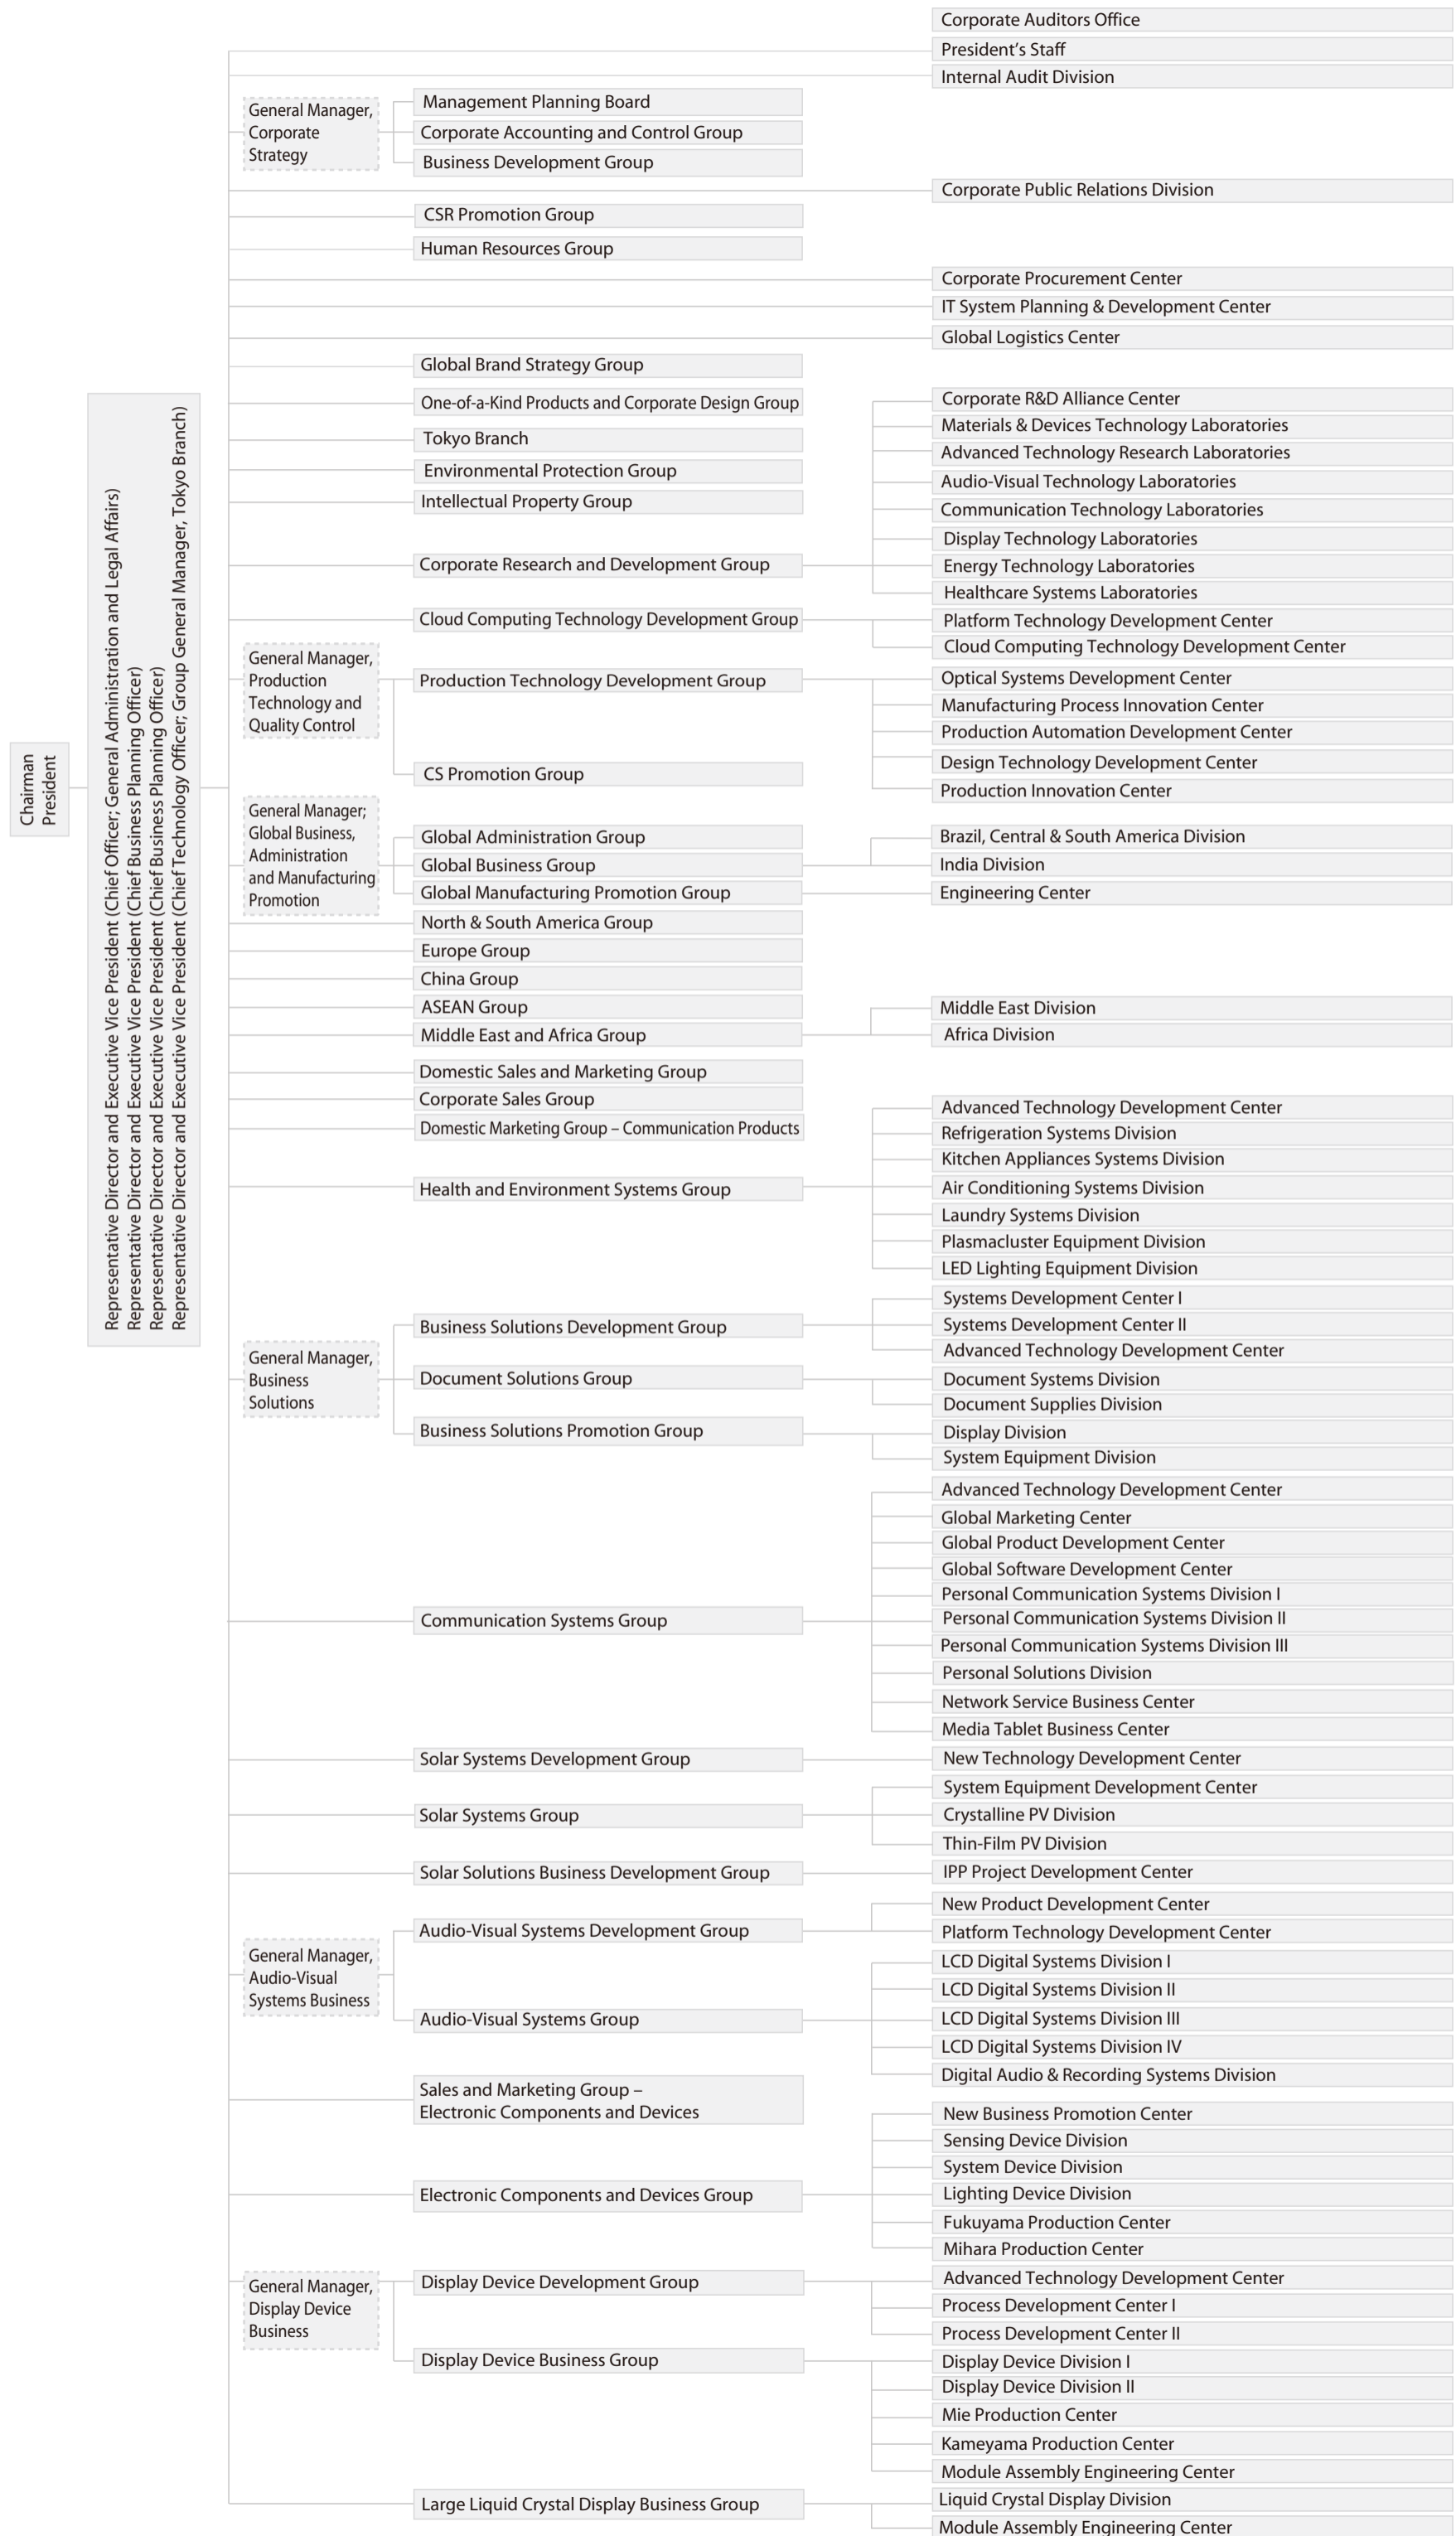 Corporate Auditors Office
President’s Staff
Internal Audit Division
General Manager,
Corporate
Strategy
Management Planning Board
Corporate Accounting and Control Group
Business Development Group
Corporate Public Relations Division
CSR Promotion Group
Human Resources Group
Corporate Procurement Center
IT System Planning & Development Center
Global Logistics Center
Global Brand Strategy Group
One-of-a-Kind Products and Corporate Design Group
Tokyo Branch
Environmental Protection Group
Intellectual Property Group
Chairman
President
Representative Director and Executive Vice President (Chief Officer; General Administration and Legal Affairs)
Representative Director and Executive Vice President (Chief Business Planning Officer)
Representative Director and Executive Vice President (Chief Business Planning Officer)
Representative Director and Executive Vice President (Chief Technology Officer; Group General Manager, Tokyo Branch)
Corporate Research and Development Group
Corporate R&D Alliance Center
Materials & Devices Technology Laboratories
Advanced Technology Research Laboratories
Audio-Visual Technology Laboratories
Communication Technology Laboratories
Display Technology Laboratories
Energy Technology Laboratories
Healthcare Systems Laboratories
Cloud Computing Technology Development Group
Platform Technology Development Center
Cloud Computing Technology Development Center
General Manager,
Production
Technology and
Quality Control
Production Technology Development Group
Optical Systems Development Center
Manufacturing Process Innovation Center
Production Automation Development Center
Design Technology Development Center
Production Innovation Center
CS Promotion Group
General Manager;
Global Business,
Administration
and Manufacturing
Promotion
Global Administration Group
Global Business Group
Brazil, Central & South America Division
India Division
Global Manufacturing Promotion Group
Engineering Center
North & South America Group
Europe Group
China Group
ASEAN Group
Middle East and Africa Group
Middle East Division
Africa Division
Domestic Sales and Marketing Group
Corporate Sales Group
Domestic Marketing Group – Communication Products
Health and Environment Systems Group
Advanced Technology Development Center
Refrigeration Systems Division
Kitchen Appliances Systems Division
Air Conditioning Systems Division
Laundry Systems Division
Plasmacluster Equipment Division
LED Lighting Equipment Division
General Manager,
Business
Solutions
Business Solutions Development Group
Systems Development Center I
Systems Development Center II
Advanced Technology Development Center
Document Solutions Group
Document Systems Division
Document Supplies Division
Business Solutions Promotion Group
Display Division
System Equipment Division
Communication Systems Group
Advanced Technology Development Center
Global Marketing Center
Global Product Development Center
Global Software Development Center
Personal Communication Systems Division I
Personal Communication Systems Division II
Personal Communication Systems Division III
Personal Solutions Division
Network Service Business Center
Media Tablet Business Center
Solar Systems Development Group
New Technology Development Center
Solar Systems Group
System Equipment Development Center
Crystalline PV Division
Thin-Film PV Division
Solar Solutions Business Development Group
IPP Project Development Center
General Manager,
Audio-Visual
Systems Business
Audio-Visual Systems Development Group
New Product Development Center
Platform Technology Development Center
Audio-Visual Systems Group
LCD Digital Systems Division I
LCD Digital Systems Division II
LCD Digital Systems Division III
LCD Digital Systems Division IV
Digital Audio & Recording Systems Division
Sales and Marketing Group –
Electronic Components and Devices
Electronic Components and Devices Group
New Business Promotion Center
Sensing Device Division
System Device Division
Lighting Device Division
Fukuyama Production Center
Mihara Production Center
General Manager,
Display Device
Business
Display Device Development Group
Advanced Technology Development Center
Process Development Center I
Process Development Center II
Display Device Business Group
Display Device Division I
Display Device Division II
Mie Production Center
Kameyama Production Center
Module Assembly Engineering Center
Large Liquid Crystal Display Business Group
Liquid Crystal Display Division
Module Assembly Engineering Center